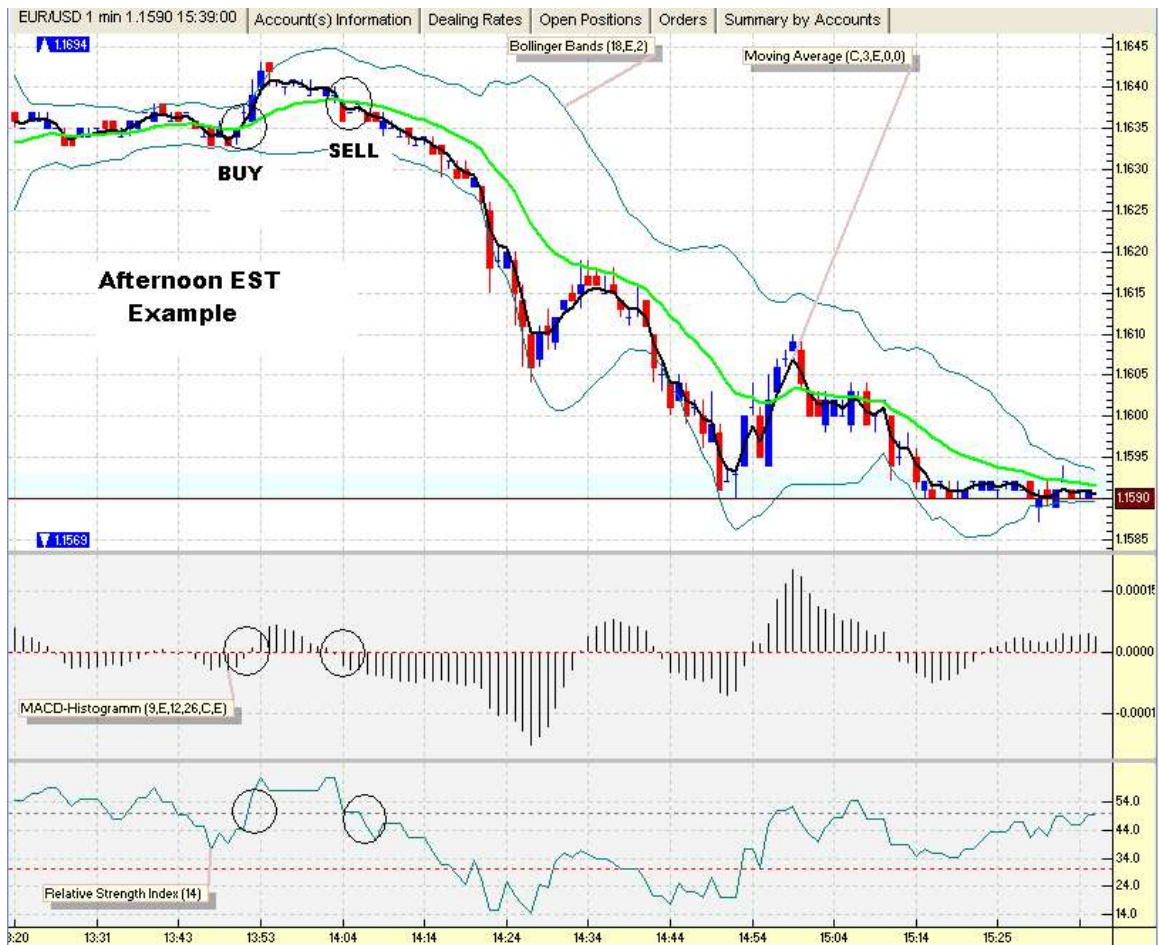 EUR/USD 1 min 1.1590 15:39:00 Account(s) Information Dealing Rates Open Positions Orders Summary by Accounts
1.1694
Bollinger Bands (18,E,2)
Moving Average (C,3,E,0,0)
1.1645
1.1640
1.1635
1.1630
1.1625
1.1620
1.1615
1.1610
1.1605
1.1600
1.1595
1.1590
1.1585
BUY
SELL
Afternoon EST
Example
1.1569
0.00015
0.0000
-0.0001
MACD-Histogramm (9,E,12,26,C,E)
54.0
44.0
34.0
24.0
14.0
Relative Strength Index (14)
3:20 13:31 13:43 13:53 14:04 14:14 14:24 14:34 14:44 14:54 15:04 15:14 15:25